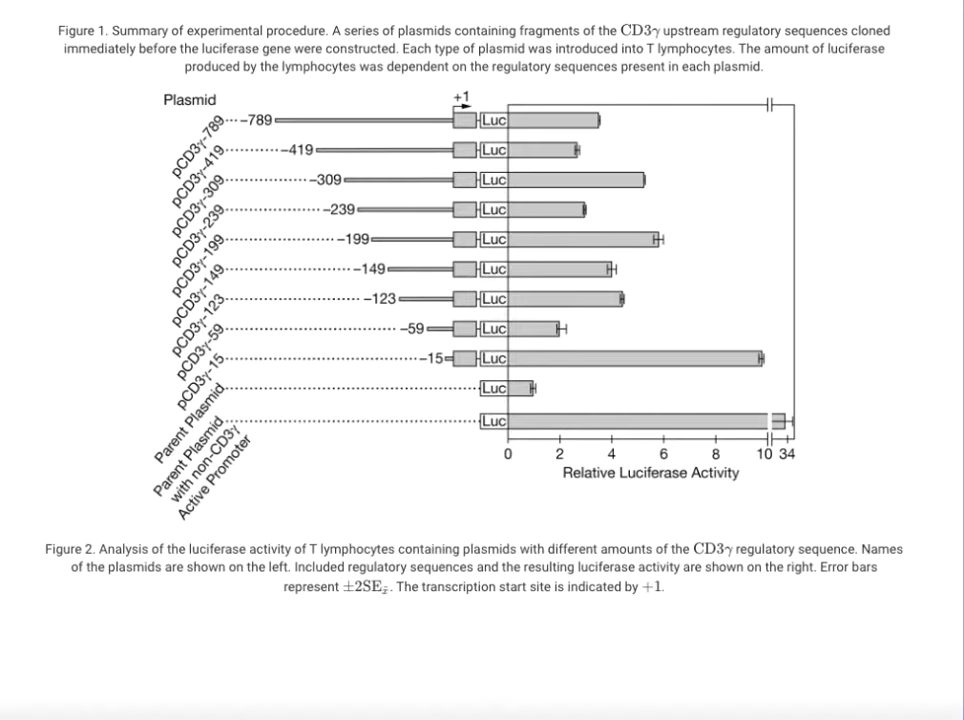 Figure 1. Summary of experimental procedure. A series of plasmids containing fragments of the CD3γ upstream regulatory sequences cloned
immediately before the luciferase gene were constructed. Each type of plasmid was introduced into T lymphocytes. The amount of luciferase
produced by the lymphocytes was dependent on the regulatory sequences present in each plasmid.
Plasmid
+1
pCD3γ-789 -789 Luc
pCD3γ-419 -419 Luc
pCD3γ-309 -309 Luc
pCD3γ-239 -239 Luc
pCD3γ-199 -199 Luc
pCD3γ-149 -149 Luc
pCD3γ-123 -123 Luc
pCD3γ-59 -59 Luc
pCD3γ-15 -15 Luc
Parent Plasmid Luc
Parent Plasmid Luc
with non-CD3γ
Active Promoter
0 2 4 6 8 10 34
Relative Luciferase Activity
Figure 2. Analysis of the luciferase activity of T lymphocytes containing plasmids with different amounts of the CD3γ regulatory sequence. Names
of the plasmids are shown on the left. Included regulatory sequences and the resulting luciferase activity are shown on the right. Error bars
represent ±2SE_x̄. The transcription start site is indicated by +1.